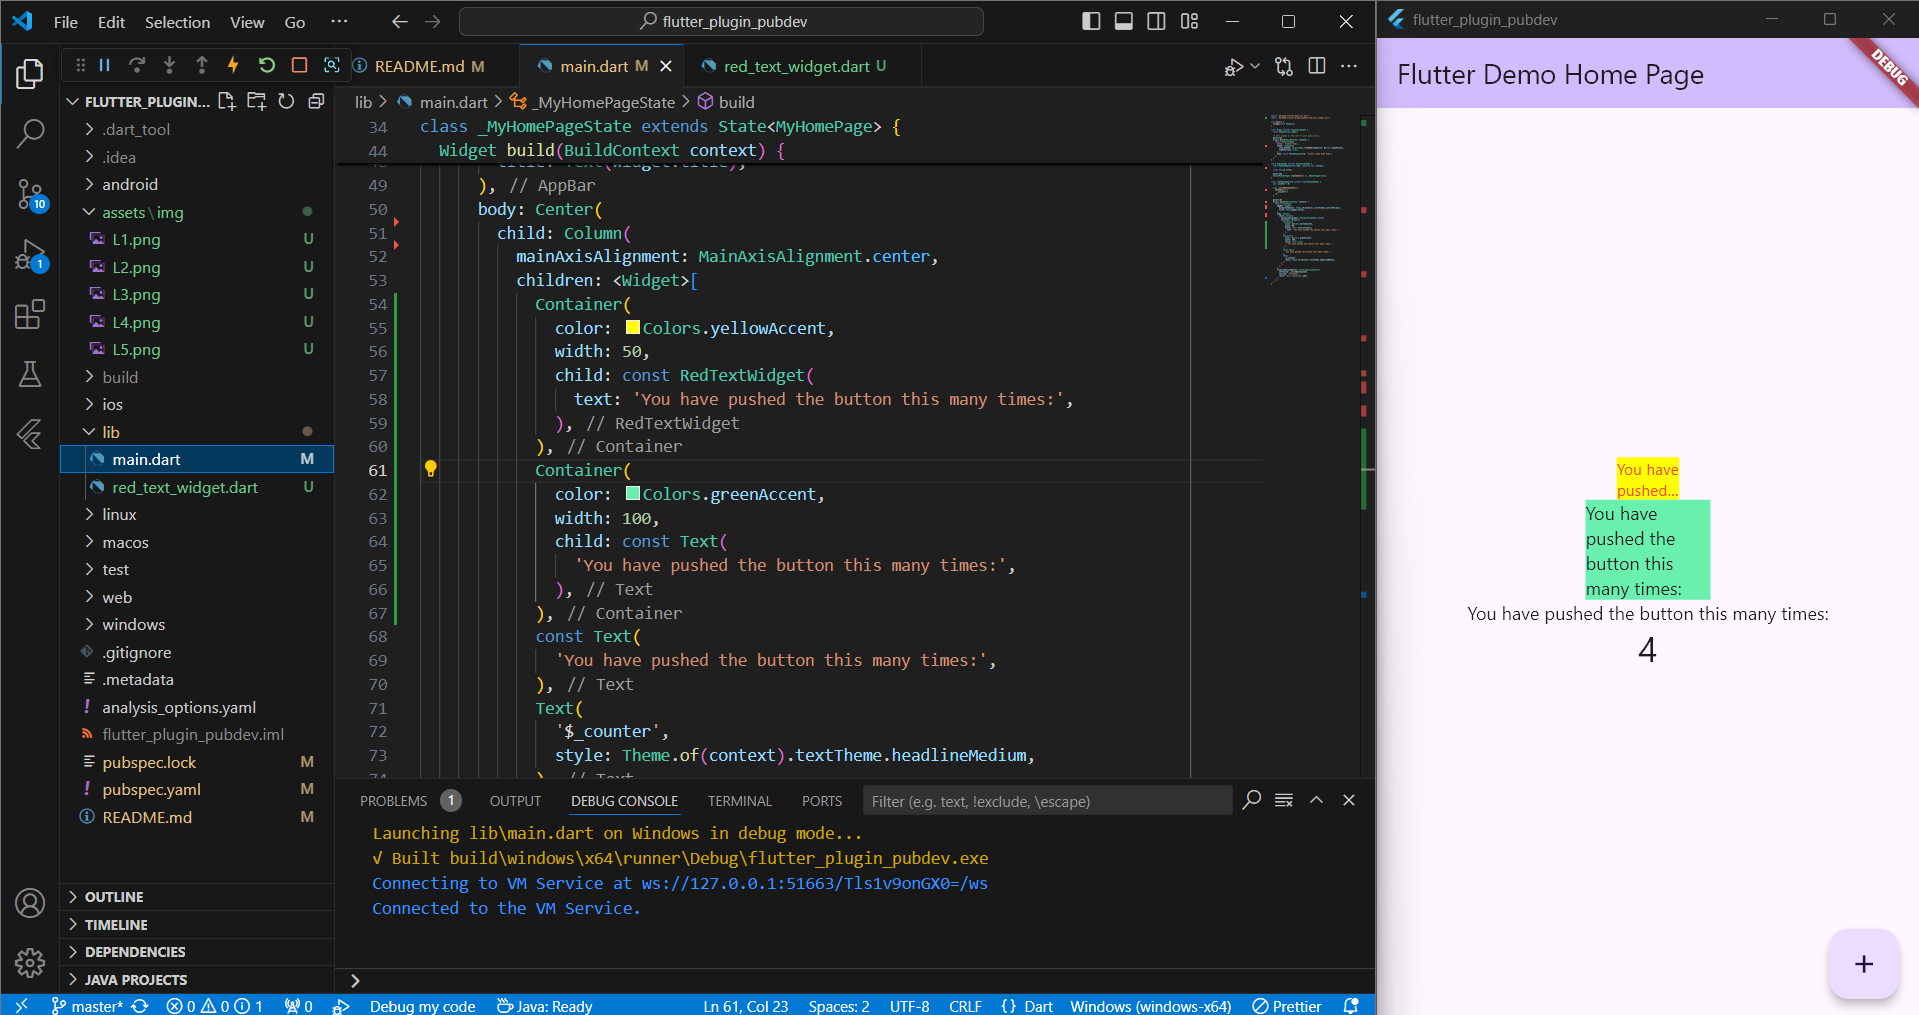 File Edit Selection View Go ··· flutter_plugin_pubdev
FLUTTER_PLUGIN...
.dart_tool
.idea
android
assets\img
L1.png U
L2.png U
L3.png U
L4.png U
L5.png U
build
ios
lib
main.dart M
red_text_widget.dart U
linux
macos
test
web
windows
.gitignore
.metadata
! analysis_options.yaml
flutter_plugin_pubdev.iml
pubspec.lock M
! pubspec.yaml M
README.md M
OUTLINE
TIMELINE
DEPENDENCIES
JAVA PROJECTS
10
1
README.md M main.dart M red_text_widget.dart U
lib > main.dart > _MyHomePageState > build
34 class _MyHomePageState extends State<MyHomePage> {
44 Widget build(BuildContext context) {
49 ), // AppBar
50 body: Center(
51 child: Column(
52 mainAxisAlignment: MainAxisAlignment.center,
53 children: <Widget>[
54 Container(
55 color: Colors.yellowAccent,
56 width: 50,
57 child: const RedTextWidget(
58 text: 'You have pushed the button this many times:',
59 ), // RedTextWidget
60 ), // Container
61 Container(
62 color: Colors.greenAccent,
63 width: 100,
64 child: const Text(
65 'You have pushed the button this many times:',
66 ), // Text
67 ), // Container
68 const Text(
69 'You have pushed the button this many times:',
70 ), // Text
71 Text(
72 '$_counter',
73 style: Theme.of(context).textTheme.headlineMedium,
PROBLEMS 1 OUTPUT DEBUG CONSOLE TERMINAL PORTS Filter (e.g. text, !exclude, \escape)
Launching lib\main.dart on Windows in debug mode...
√ Built build\windows\x64\runner\Debug\flutter_plugin_pubdev.exe
Connecting to VM Service at ws://127.0.0.1:51663/Tls1v9onGX0=/ws
Connected to the VM Service.
master* 0 0 1 0 Debug my code Java: Ready Ln 61, Col 23 Spaces: 2 UTF-8 CRLF {} Dart Windows (windows-x64) Prettier
flutter_plugin_pubdev
Flutter Demo Home Page
DEBUG
You have
pushed...
You have
pushed the
button this
many times:
You have pushed the button this many times:
4
+